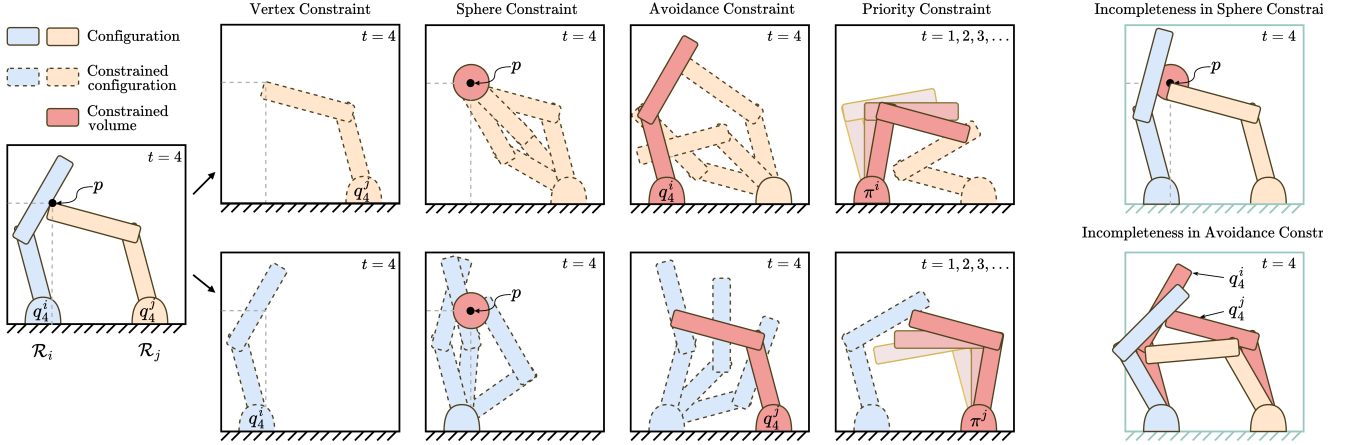 Vertex Constraint
Sphere Constraint
Avoidance Constraint
Priority Constraint
Incompleteness in Sphere Constrai
Configuration
Constrained
configuration
Constrained
volume
t = 4
p
q_4^i
q_4^j
R_i
R_j
t = 4
q_4^j
t = 4
p
t = 4
q_4^i
t = 1, 2, 3, ...
π^i
t = 4
p
t = 4
q_4^i
t = 4
p
t = 4
q_4^j
t = 1, 2, 3, ...
π^j
Incompleteness in Avoidance Constr
t = 4
q_4^i
q_4^j